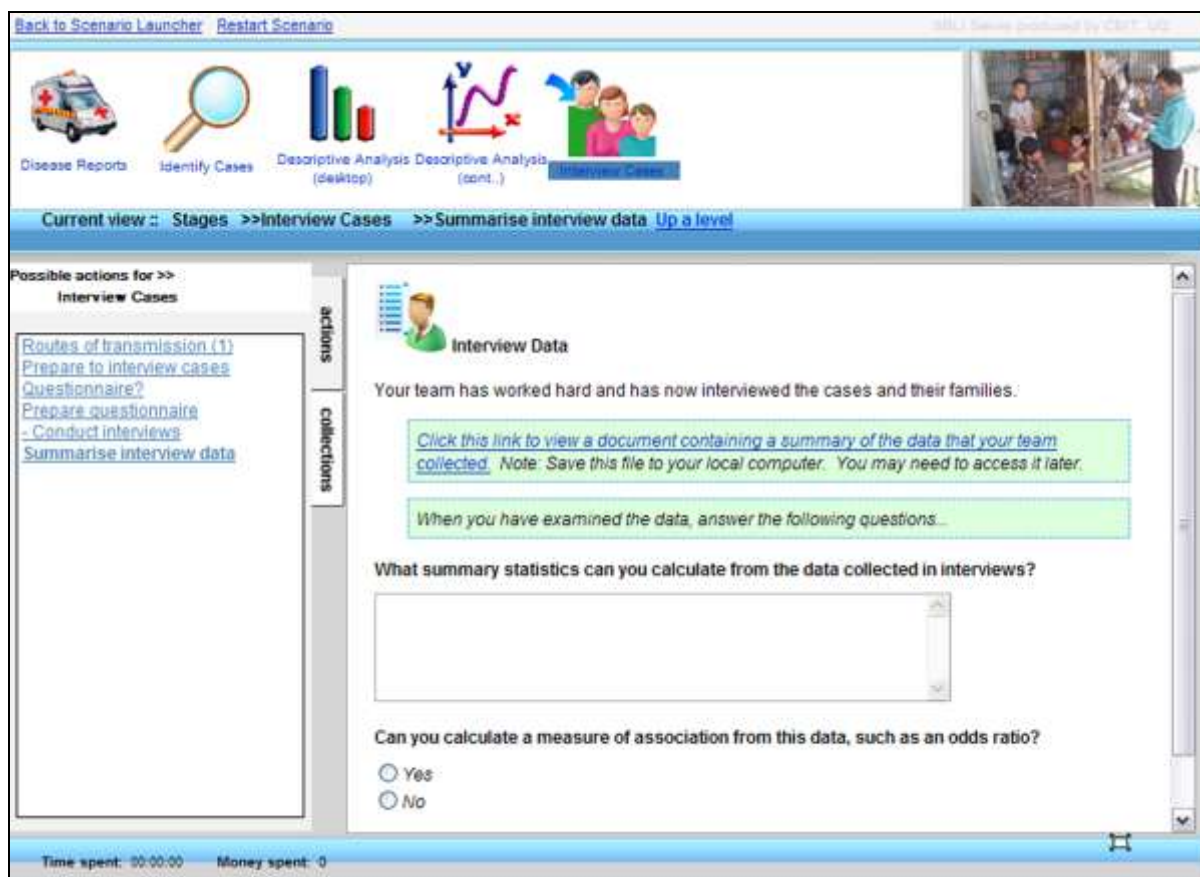 Back to Scenario Launcher Restart Scenario
Disease Reports
Identify Cases
Descriptive Analysis
(desktop)
Descriptive Analysis
(cont..)
Interview Cases
Current view :: Stages >>Interview Cases >>Summarise interview data Up a level
Possible actions for >>
Interview Cases
Routes of transmission (1)
Prepare to interview cases
Questionnaire?
Prepare questionnaire
- Conduct interviews
Summarise interview data
actions
collections
Interview Data
Your team has worked hard and has now interviewed the cases and their families.
Click this link to view a document containing a summary of the data that your team
collected. Note: Save this file to your local computer. You may need to access it later.
When you have examined the data, answer the following questions...
What summary statistics can you calculate from the data collected in interviews?
Can you calculate a measure of association from this data, such as an odds ratio?
Yes
No
Time spent: 00:00:00 Money spent: 0